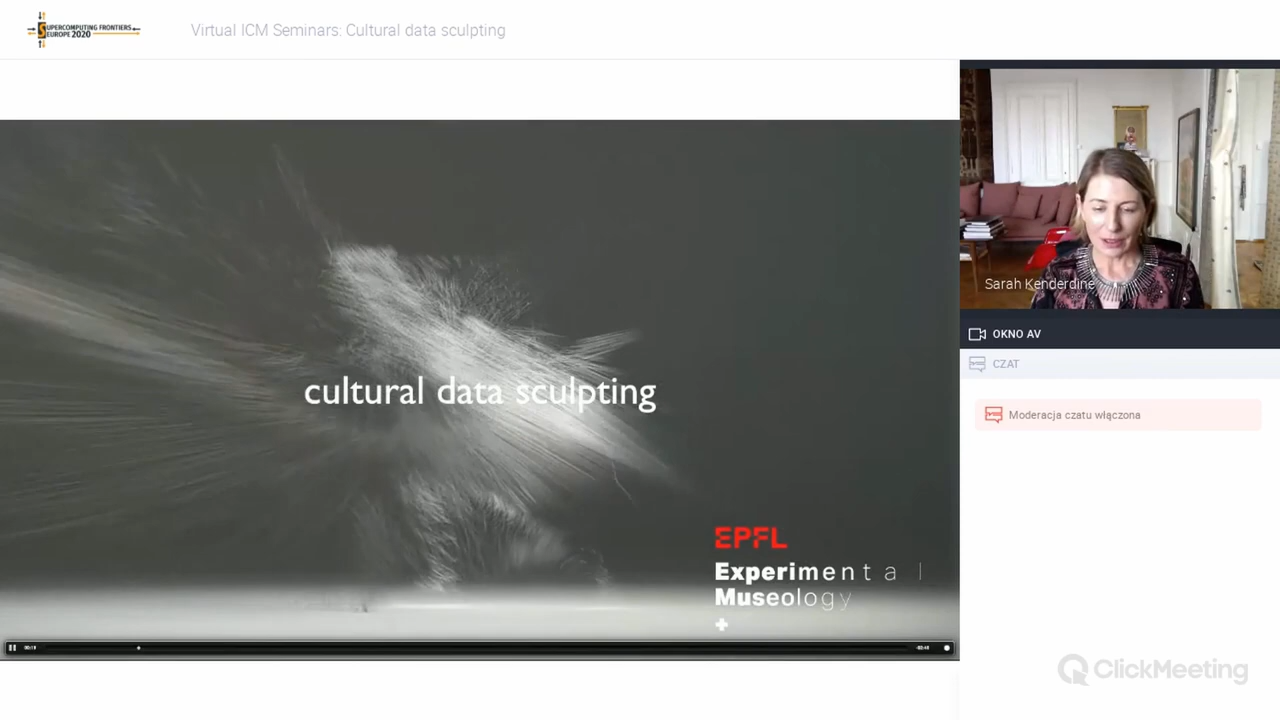 SUPERCOMPUTING FRONTIERS
EUROPE 2020
Virtual ICM Seminars: Cultural data sculpting
cultural data sculpting
EPFL
Experimental
Museology
Sarah Kenderdine
OKNO AV
CZAT
Moderacja czatu włączona
ClickMeeting